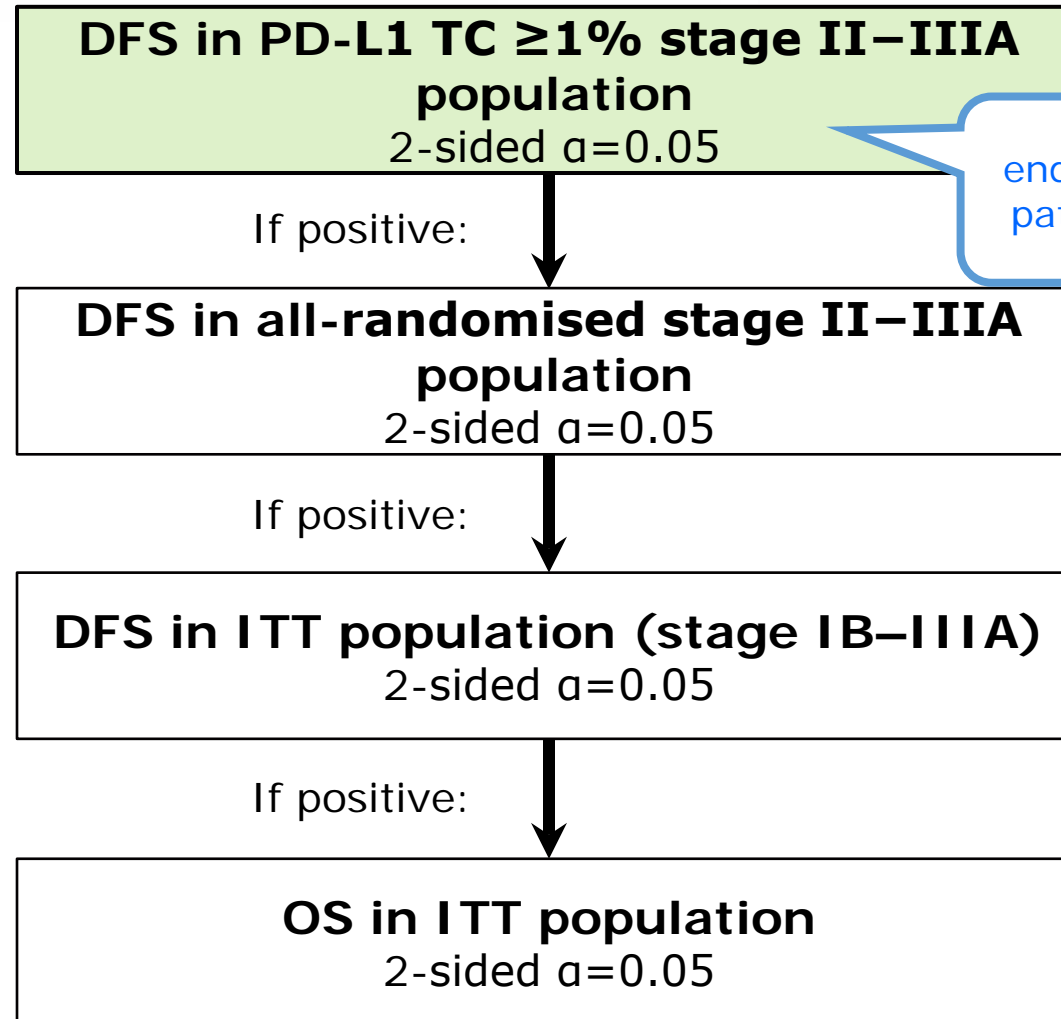 DFS in PD-L1 TC ≥1% stage II–IIIA
population
2-sided α=0.05
If positive:
DFS in all-randomised stage II–IIIA
population
2-sided α=0.05
If positive:
DFS in ITT population (stage IB–IIIA)
2-sided α=0.05
If positive:
OS in ITT population
2-sided α=0.05